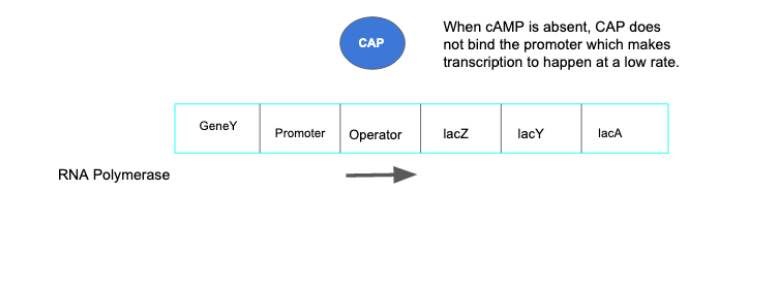 CAP
When cAMP is absent, CAP does
not bind the promoter which makes
transcription to happen at a low rate.
GeneY
Promoter
Operator
lacZ
lacY
lacA
RNA Polymerase